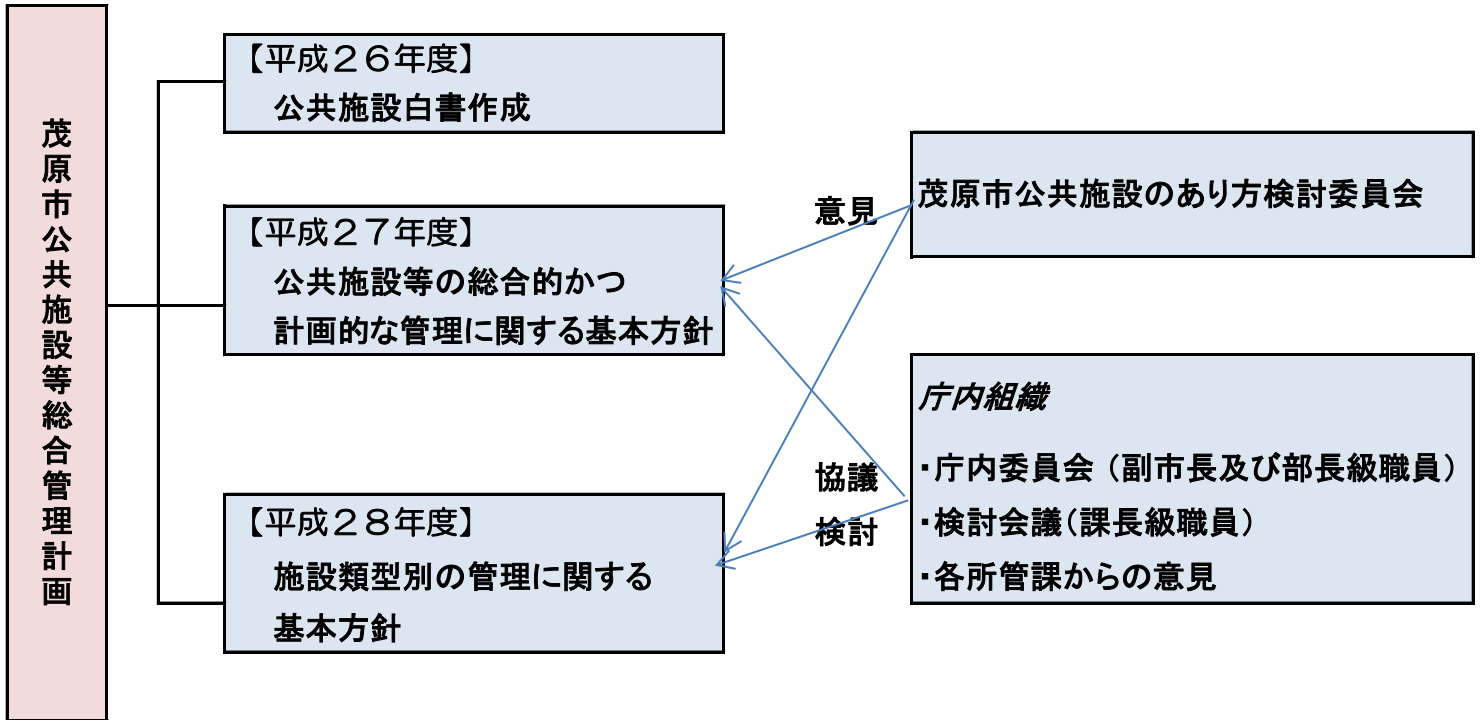 茂原市公共施設等総合管理計画
【平成２６年度】
公共施設白書作成
【平成２７年度】
公共施設等の総合的かつ
計画的な管理に関する基本方針
【平成２８年度】
施設類型別の管理に関する
基本方針
意見
協議
検討
茂原市公共施設のあり方検討委員会
庁内組織
・庁内委員会（副市長及び部長級職員）
・検討会議（課長級職員）
・各所管課からの意見